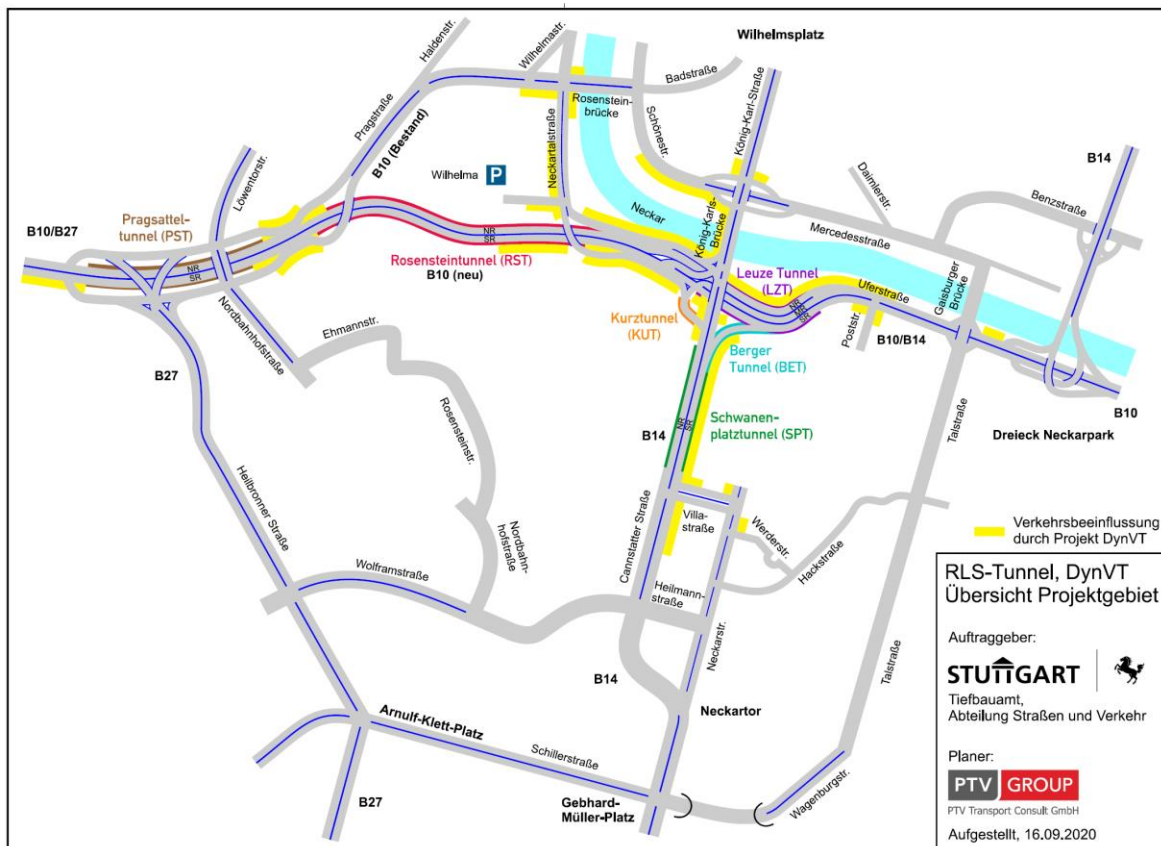 Wilhelmsplatz
Haldenstr.
Wilhelmastr.
Badstraße
Rosenstein-
brücke
Pragstraße
B10 (Bestand)
Neckartalstraße
Schönestr.
König-Karl-Straße
B14
Wilhelma P
Löwentorstr.
Daimlerstr.
Benzstraße
Pragsattel-
tunnel (PST)
Neckar
König-Karls-
Brücke
Mercedesstraße
B10/B27
NR
SR
NR
SR
Rosensteintunnel (RST)
B10 (neu)
Leuze Tunnel
(LZT)
Uferstraße
Gaisburger
Brücke
Nordbahnhofstraße
Ehmannstr.
Kurztunnel
(KUT)
Poststr.
B10/B14
Berger
Tunnel (BET)
B27
B10
Rosensteinstr.
B14
NR
SR
Schwanen-
platztunnel (SPT)
Talstraße
Dreieck Neckarpark
Heilbronner Straße
Nordbahn-
hofstraße
Cannstatter Straße
Villa-
straße
Werderstr.
Hackstraße
Verkehrsbeeinflussung
durch Projekt DynVT
Wolframstraße
Heilmann-
straße
Neckarstr.
Talstraße
B14
Neckartor
Arnulf-Klett-Platz
Schillerstraße
B27
Gebhard-
Müller-Platz
Wagenburgstr.
RLS-Tunnel, DynVT
Übersicht Projektgebiet
Auftraggeber:
STUTTGART
Tiefbauamt,
Abteilung Straßen und Verkehr
Planer:
PTV GROUP
PTV Transport Consult GmbH
Aufgestellt, 16.09.2020